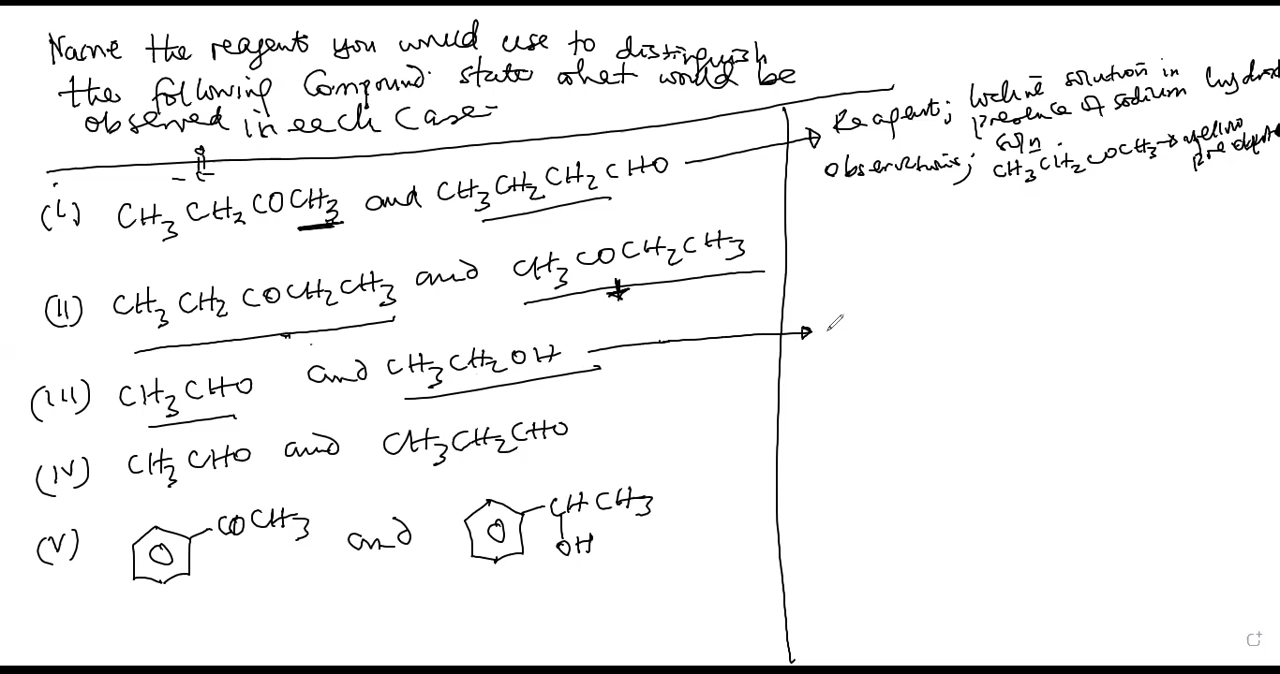 Name the reagents you would use to distinguish
the following Compound. state what would be
observed in each case-
Reagent; Iodine solution in
presence of sodium hydrox
soln
observations; CH3CH2COCH3 → yellow
(i) CH3CH2COCH3 and CH3CH2CH2CHO
(II) CH3CH2COCH2CH3 and CH3COCH2CH3
(III) CH3CHO and CH3CH2OH
(IV) CH3CHO and CH3CH2CHO
(V) COCH3 and CHCH3
OH